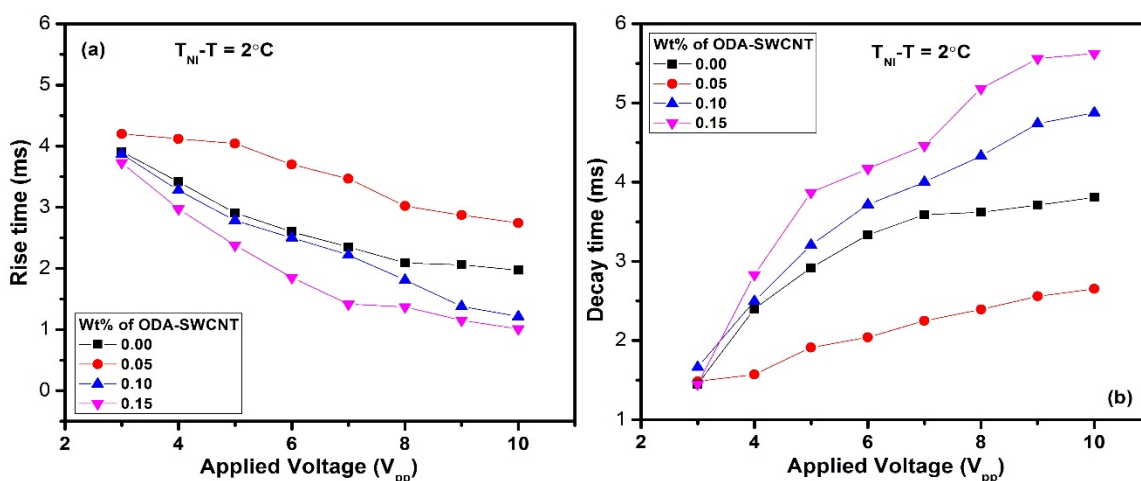 (a)
T_NI-T = 2°C
Rise time (ms)
6
5
4
3
2
1
0
Wt% of ODA-SWCNT
0.00
0.05
0.10
0.15
2 4 6 8 10
Applied Voltage (V_pp)
Wt% of ODA-SWCNT
0.00
0.05
0.10
0.15
T_NI-T = 2°C
Decay time (ms)
6
5
4
3
2
1
(b)
2 4 6 8 10
Applied Voltage (V_pp)